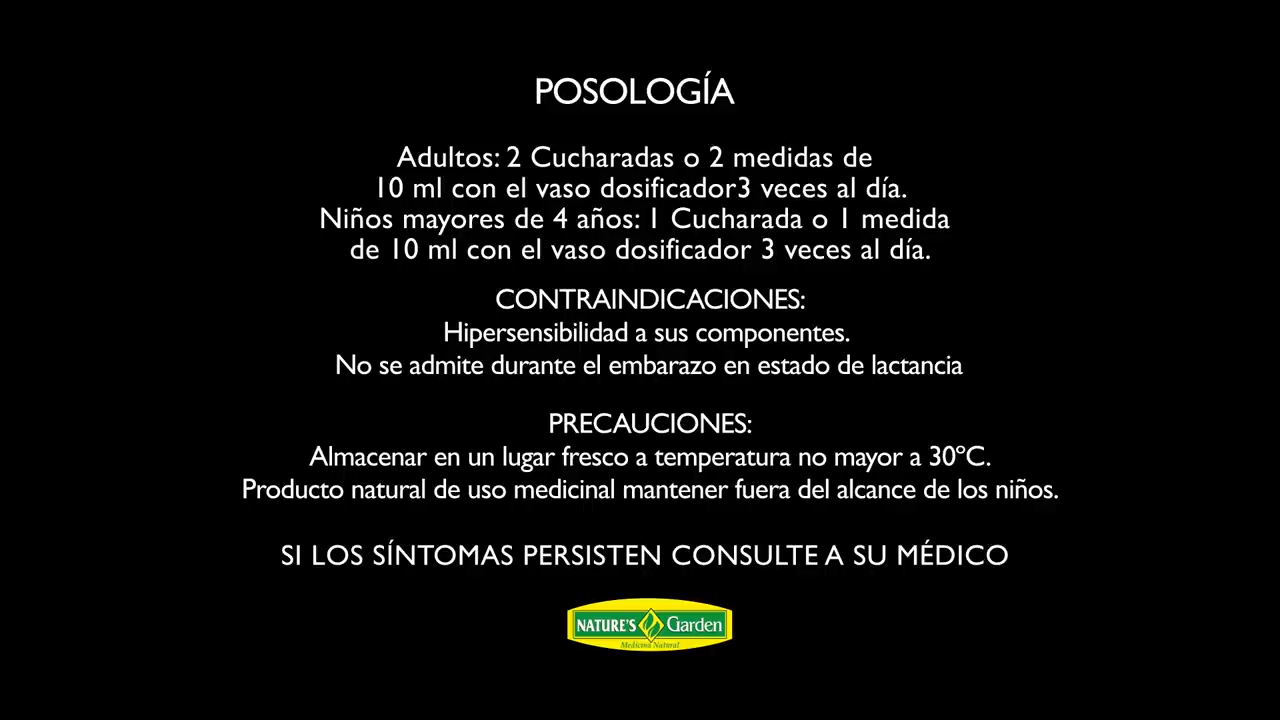 POSOLOGÍA
Adultos: 2 Cucharadas o 2 medidas de
10 ml con el vaso dosificador3 veces al día.
Niños mayores de 4 años: 1 Cucharada o 1 medida
de 10 ml con el vaso dosificador 3 veces al día.
CONTRAINDICACIONES:
Hipersensibilidad a sus componentes.
No se admite durante el embarazo en estado de lactancia
PRECAUCIONES:
Almacenar en un lugar fresco a temperatura no mayor a 30ºC.
Producto natural de uso medicinal mantener fuera del alcance de los niños.
SI LOS SÍNTOMAS PERSISTEN CONSULTE A SU MÉDICO
NATURE'S Garden
Medicina Natural